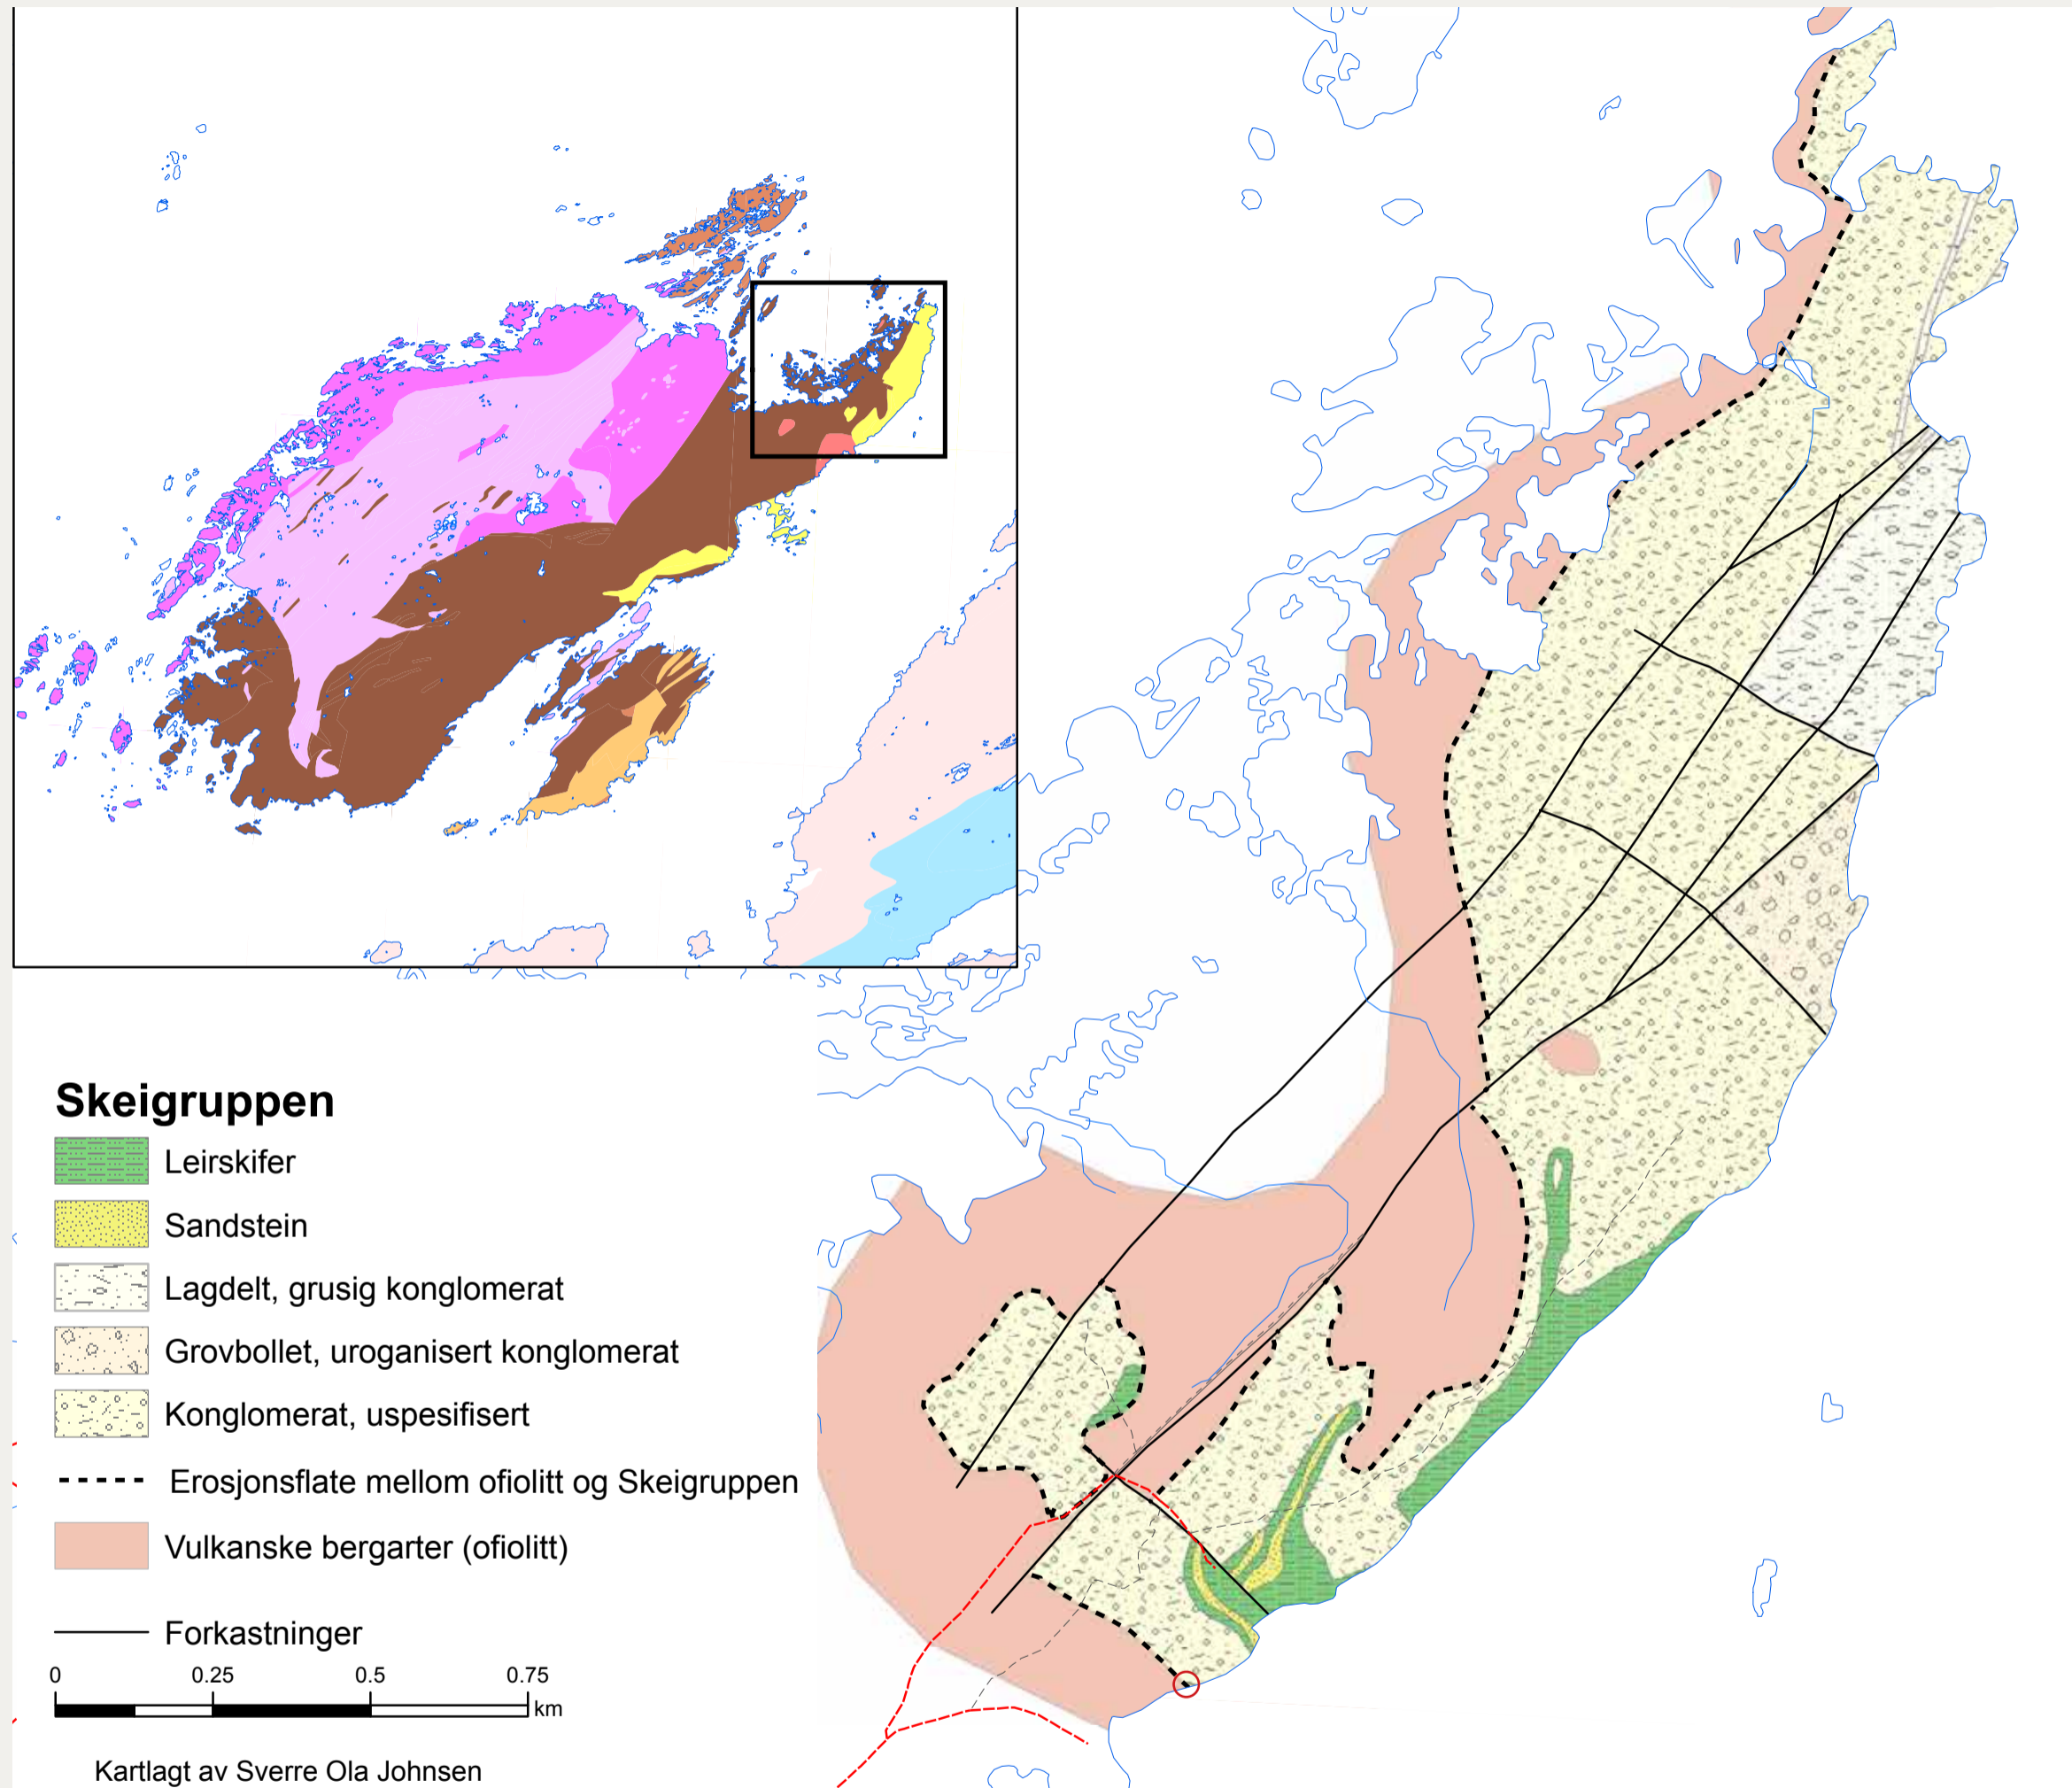 Skeigruppen
Leirskifer
Sandstein
Lagdelt, grusig konglomerat
Grovbollet, uroganisert konglomerat
Konglomerat, uspesifisert
Erosjonsflate mellom ofiolitt og Skeigruppen
Vulkanske bergarter (ofiolitt)
Forkastninger
0 0.25 0.5 0.75
km
Kartlagt av Sverre Ola Johnsen